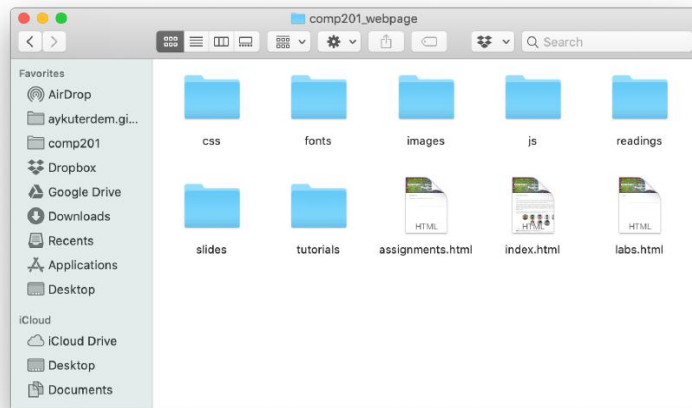 comp201_webpage
Search
Favorites
AirDrop
aykuterdem.gi...
comp201
Dropbox
Google Drive
Downloads
Recents
Applications
Desktop
iCloud
iCloud Drive
Desktop
Documents
css
fonts
images
js
readings
slides
tutorials
HTML
assignments.html
HTML
index.html
HTML
labs.html